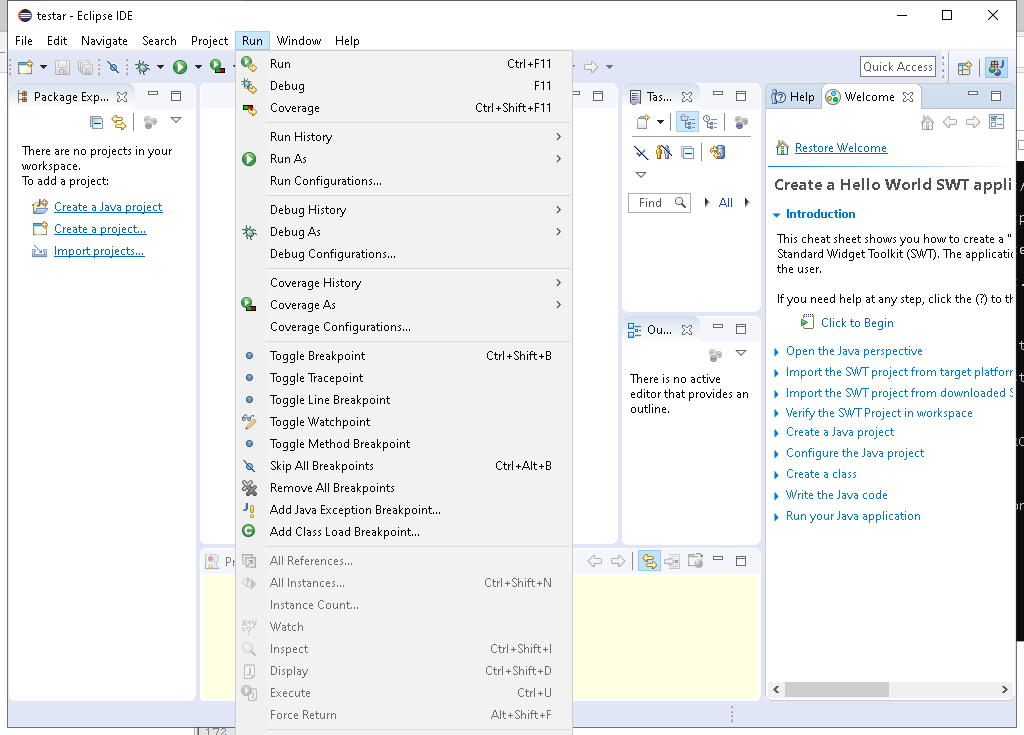 testar - Eclipse IDE
File Edit Navigate Search Project Run Window Help
Quick Access
Package Exp...
There are no projects in your
workspace.
To add a project:
Create a Java project
Create a project...
Import projects...
Run Ctrl+F11
Debug F11
Coverage Ctrl+Shift+F11
Run History
Run As
Run Configurations...
Debug History
Debug As
Debug Configurations...
Coverage History
Coverage As
Coverage Configurations...
Toggle Breakpoint Ctrl+Shift+B
Toggle Tracepoint
Toggle Line Breakpoint
Toggle Watchpoint
Toggle Method Breakpoint
Skip All Breakpoints Ctrl+Alt+B
Remove All Breakpoints
Add Java Exception Breakpoint...
Add Class Load Breakpoint...
All References...
All Instances... Ctrl+Shift+N
Instance Count...
Watch
Inspect Ctrl+Shift+I
Display Ctrl+Shift+D
Execute Ctrl+U
Force Return Alt+Shift+F
Tas...
Find All
Ou...
There is no active
editor that provides an
outline.
Help Welcome
Restore Welcome
Create a Hello World SWT appli
Introduction
This cheat sheet shows you how to create a "
Standard Widget Toolkit (SWT). The applicatio
the user.
If you need help at any step, click the (?) to th
Click to Begin
Open the Java perspective
Import the SWT project from target platform
Import the SWT project from downloaded S
Verify the SWT Project in workspace
Create a Java project
Configure the Java project
Create a class
Write the Java code
Run your Java application
Pr
172